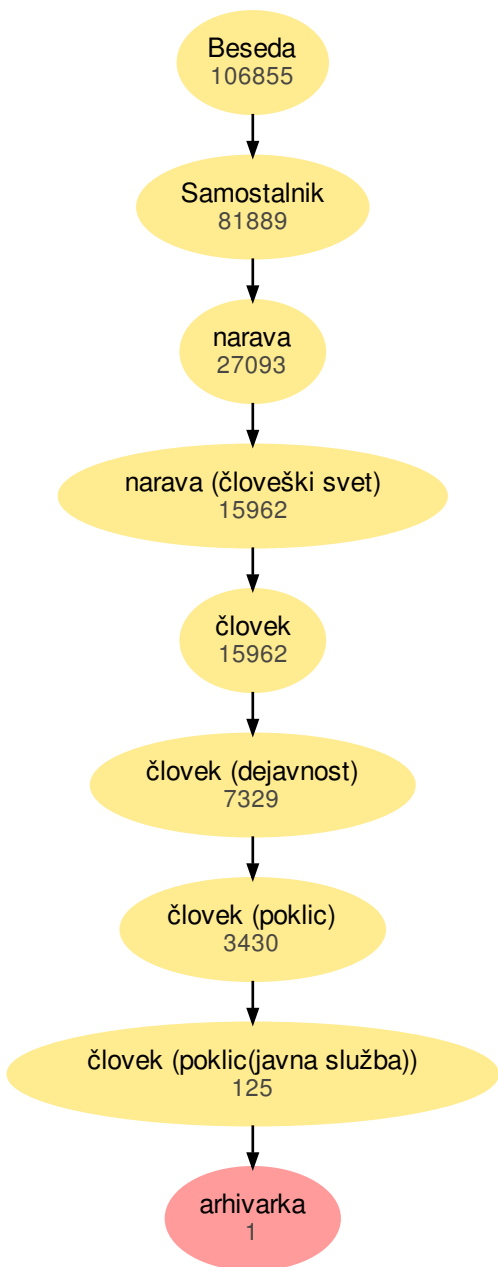 Beseda
106855
Samostalnik
81889
narava
27093
narava (človeški svet)
15962
človek
15962
človek (dejavnost)
7329
človek (poklic)
3430
človek (poklic(javna služba))
125
arhivarka
1